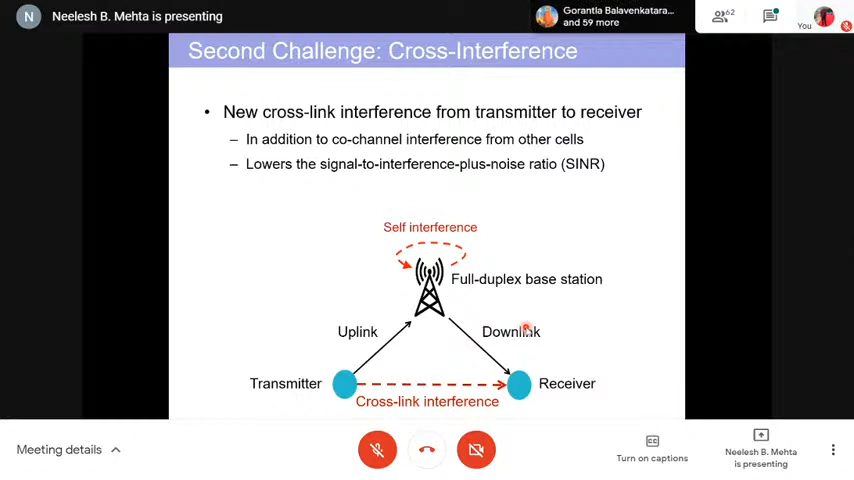 N Neelesh B. Mehta is presenting
Gorantla Balavenkatara...
and 59 more
62
You
Second Challenge: Cross-Interference
• New cross-link interference from transmitter to receiver
– In addition to co-channel interference from other cells
– Lowers the signal-to-interference-plus-noise ratio (SINR)
Self interference
Full-duplex base station
Uplink
Downlink
Transmitter
Receiver
Cross-link interference
Meeting details
Turn on captions
Neelesh B. Mehta
is presenting